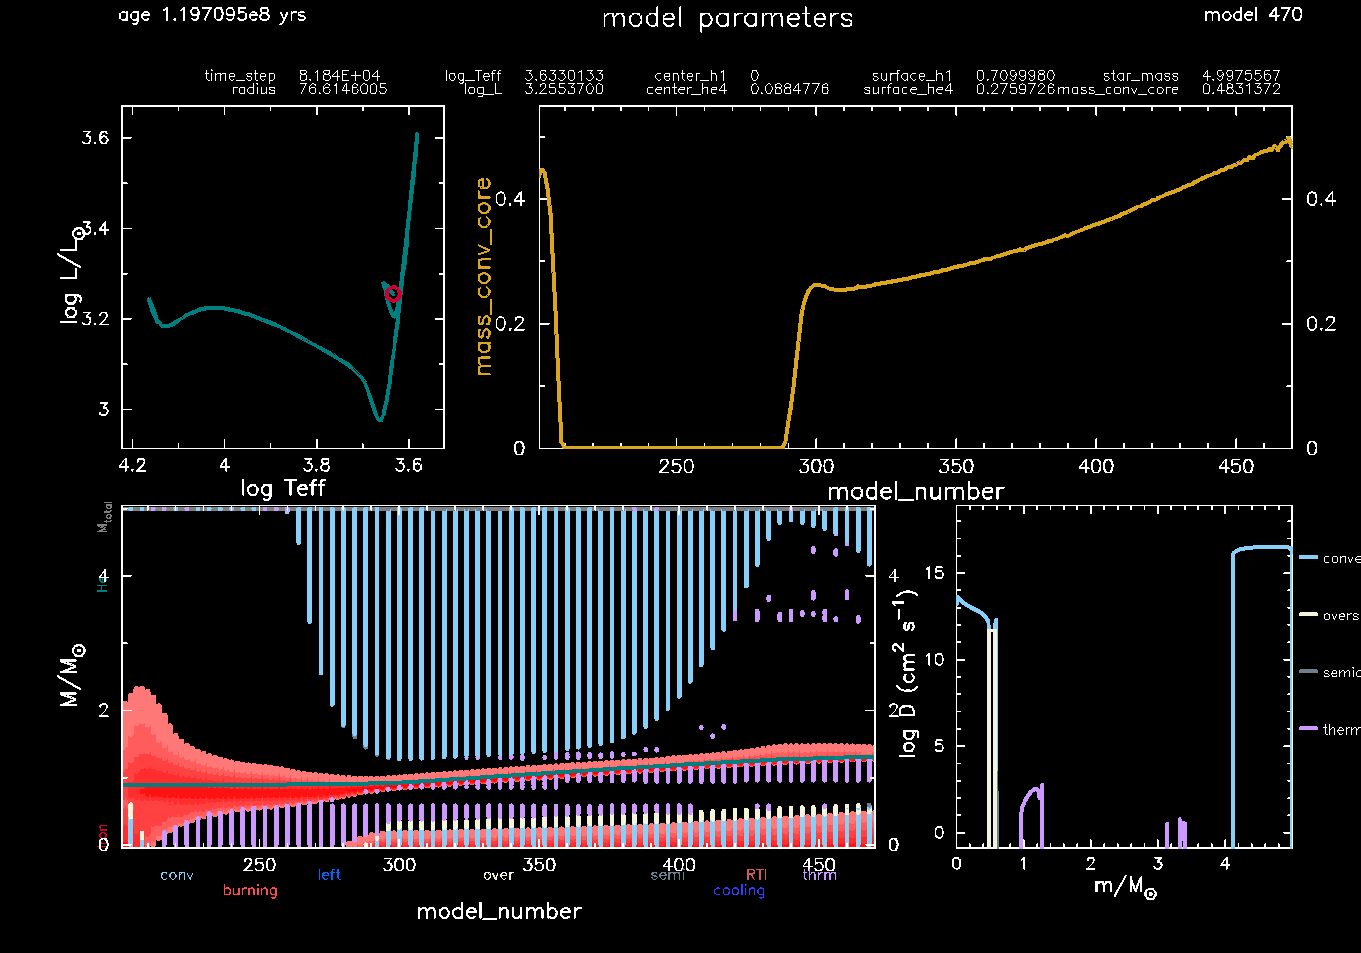 age 1.197095e8 yrs model parameters model 470
time_step 8.184E+04 log_Teff 3.6330133 center_h1 0 surface_h1 0.7099980 star_mass 4.9975567
radius 76.6146005 log_L 3.2553700 center_he4 0.0884776 surface_he4 0.2759726 mass_conv_core 0.4831372
log L/L⊙
3.6
3.4
3.2
3
4.2 4 3.8 3.6
log Teff
mass_conv_core
0.4 0.4
0.2 0.2
0 0
250 300 350 400 450
model_number
M/M⊙
Mtotal
He
4 4
2 2
0 0
250 300 350 400 450
conv left over semi RTI thrm
burning cooling
model_number
log D (cm² s⁻¹)
15
10
5
0
0 1 2 3 4
m/M⊙
conve
overs
semic
therm